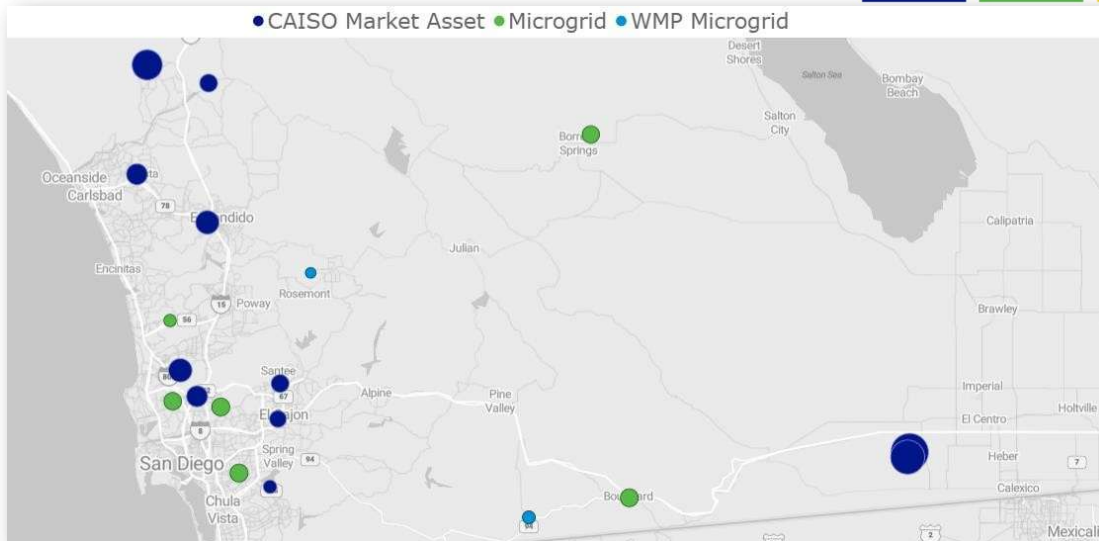 CAISO Market Asset Microgrid WMP Microgrid
Desert
Shores
Salton Sea
Bombay
Beach
Salton
City
Springs
Oceanside
Carlsbad
78
Calipatria
Julian
Encinitas
Rosemont
15
Poway
56
Brawley
Santee
67
Alpine
Pine
Valley
Imperial
El Centro
Holtville
8
Spring
Valley
94
San Diego
Heber
7
Chula
Vista
Calexico
94
2
Mexicali